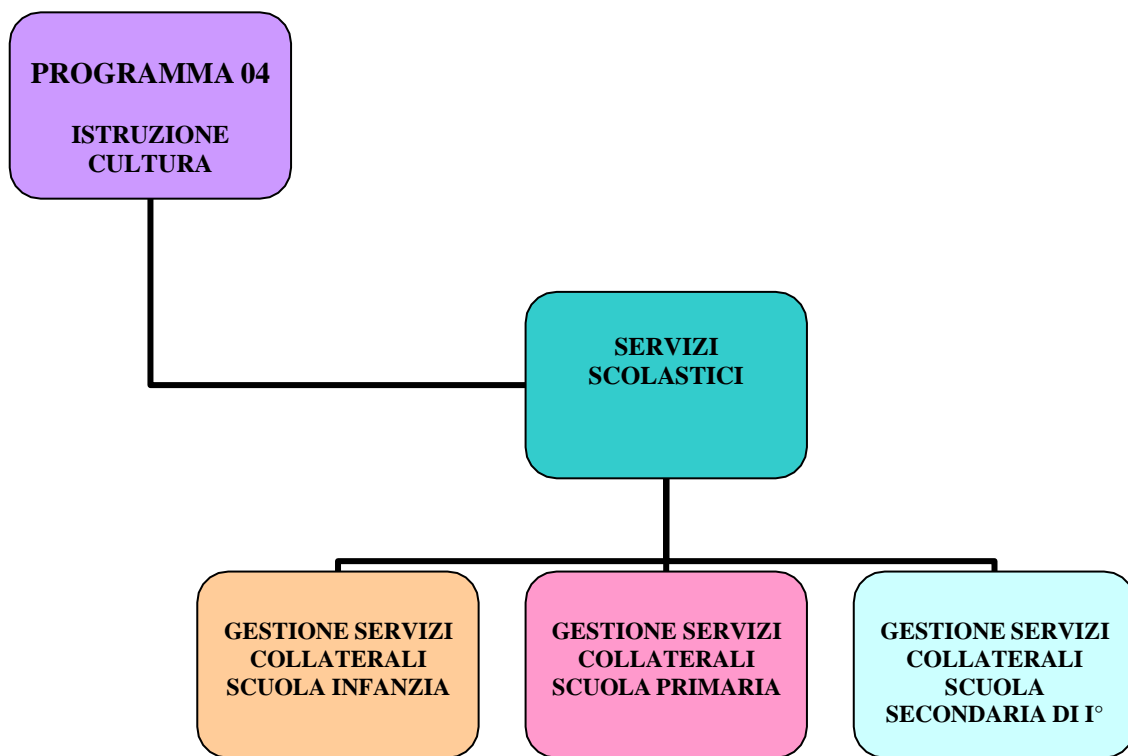 PROGRAMMA 04
ISTRUZIONE
CULTURA
SERVIZI
SCOLASTICI
GESTIONE SERVIZI
COLLATERALI
SCUOLA INFANZIA
GESTIONE SERVIZI
COLLATERALI
SCUOLA PRIMARIA
GESTIONE SERVIZI
COLLATERALI
SCUOLA
SECONDARIA DI I°